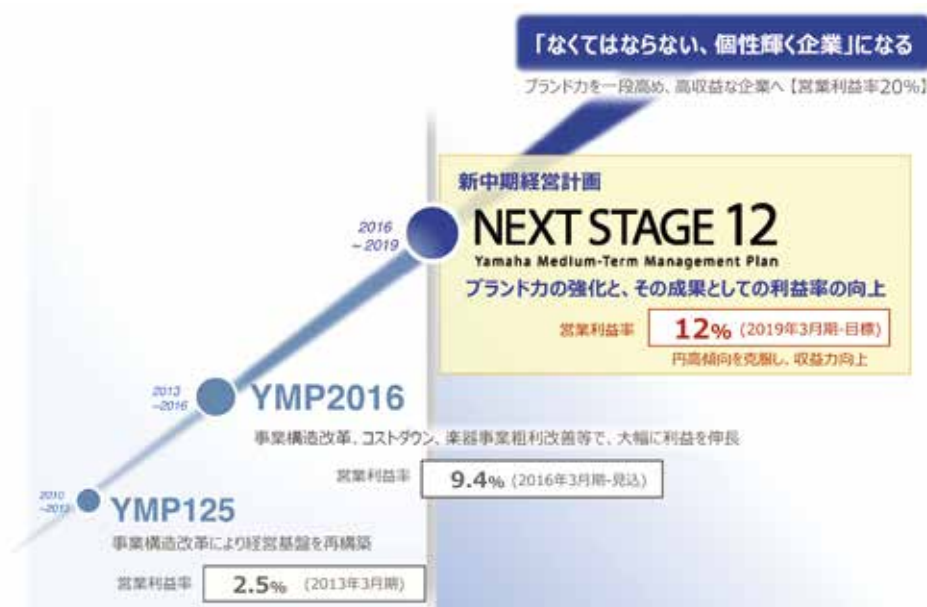 「なくてはならない、個性輝く企業」になる
ブランド力を一段高め、高収益な企業へ【営業利益率20%】
新中期経営計画
2016
~2019
NEXT STAGE 12
Yamaha Medium-Term Management Plan
ブランド力の強化と、その成果としての利益率の向上
営業利益率 12% (2019年3月期-目標)
円高傾向を克服し、収益力向上
2013
~2016
YMP2016
事業構造改革、コストダウン、楽器事業粗利改善等で、大幅に利益を伸長
営業利益率 9.4% (2016年3月期-見込)
2010
~2013
YMP125
事業構造改革により経営基盤を再構築
営業利益率 2.5% (2013年3月期)